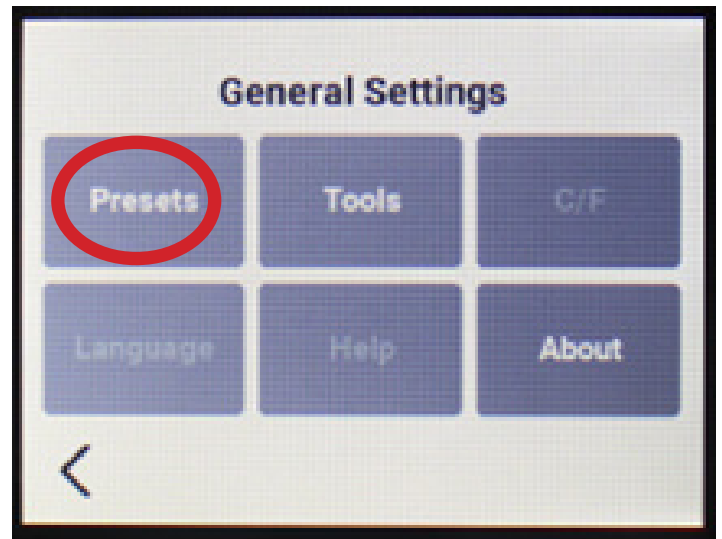 General Settings
Presets
Tools
C/F
Language
Help
About